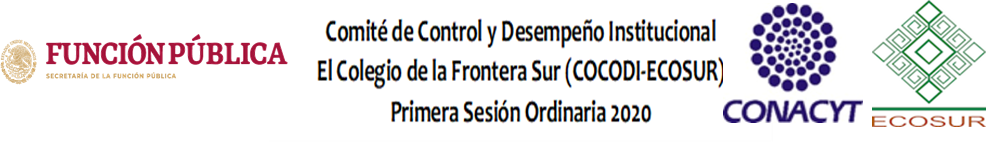 FUNCIÓN PÚBLICA
SECRETARÍA DE LA FUNCIÓN PÚBLICA
Comité de Control y Desempeño Institucional
El Colegio de la Frontera Sur (COCODI-ECOSUR)
Primera Sesión Ordinaria 2020
CONACYT
ECOSUR